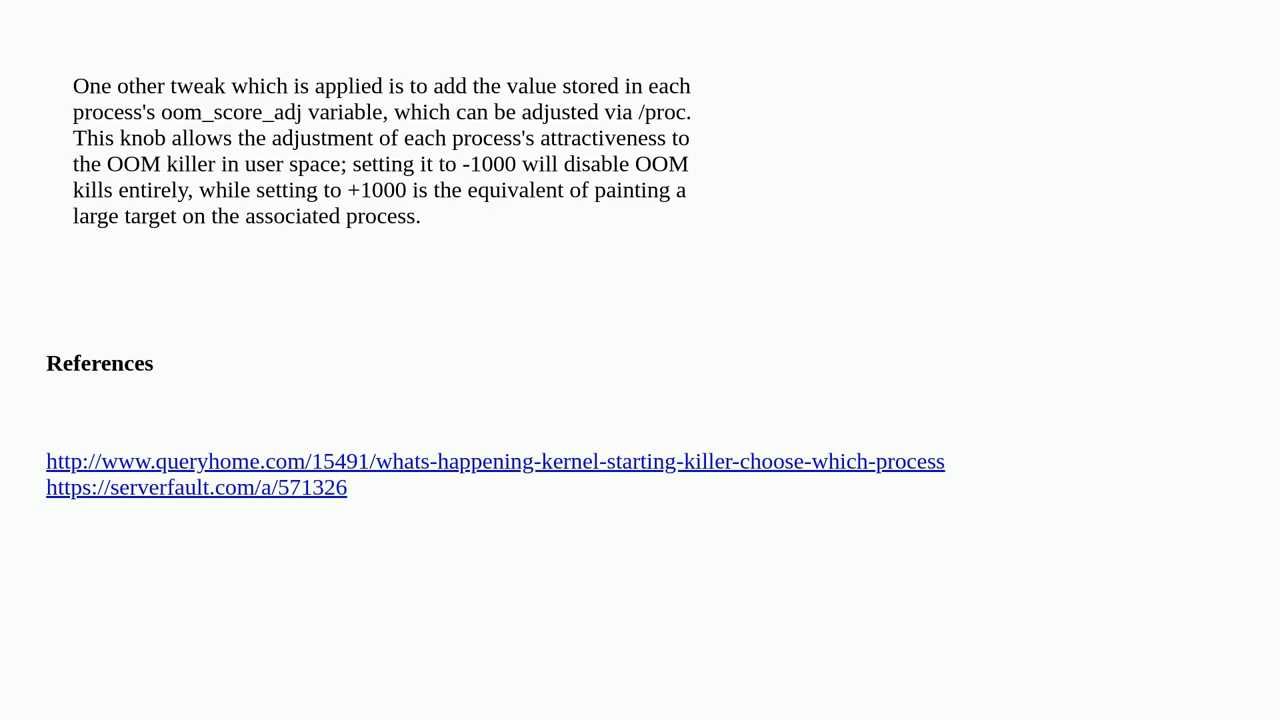 One other tweak which is applied is to add the value stored in each
process's oom_score_adj variable, which can be adjusted via /proc.
This knob allows the adjustment of each process's attractiveness to
the OOM killer in user space; setting it to -1000 will disable OOM
kills entirely, while setting to +1000 is the equivalent of painting a
large target on the associated process.
References
http://www.queryhome.com/15491/whats-happening-kernel-starting-killer-choose-which-process
https://serverfault.com/a/571326